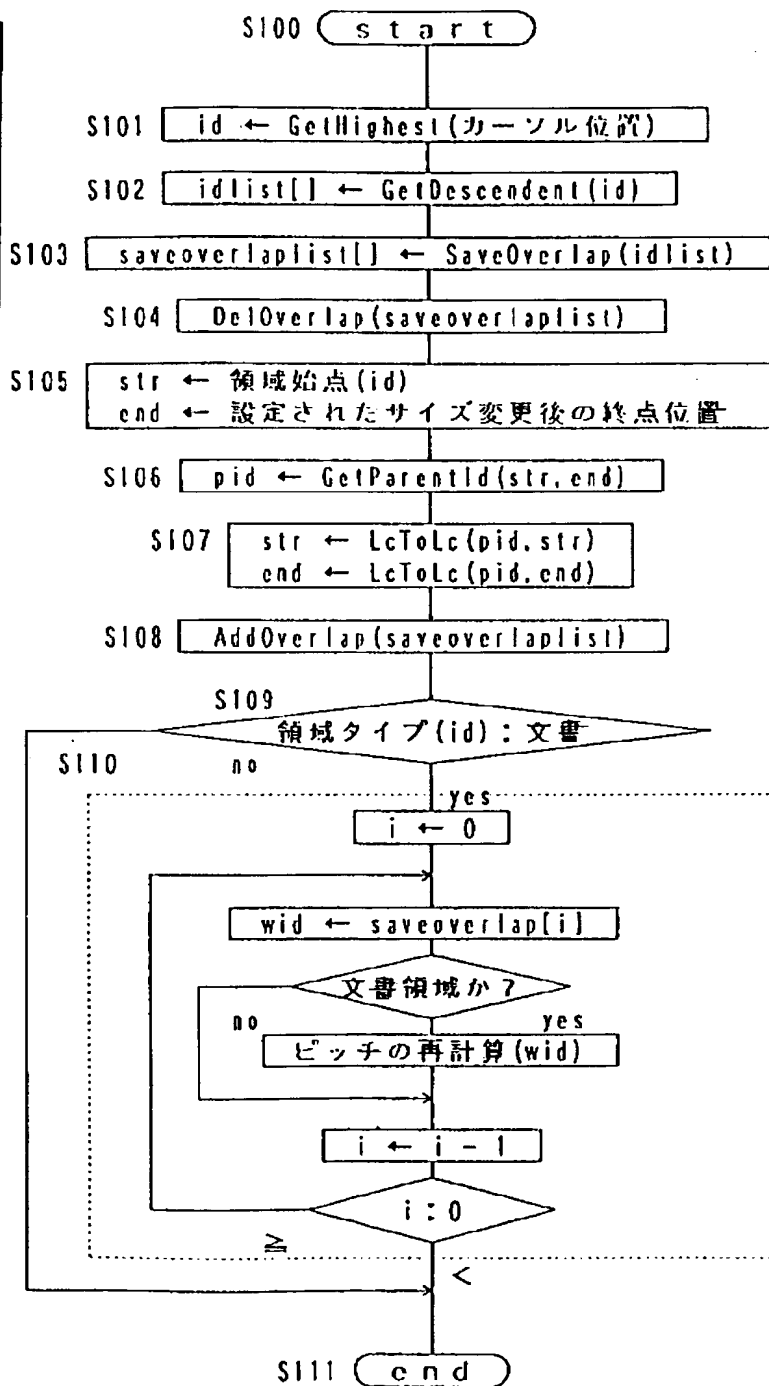 S100 start
S101 id ← GetHighest(カーソル位置)
S102 idlist[] ← GetDescendent(id)
S103 saveoverlaplist[] ← SaveOverlap(idlist)
S104 DelOverlap(saveoverlaplist)
S105 str ← 領域始点(id)
end ← 設定されたサイズ変更後の終点位置
S106 pid ← GetParentId(str,end)
S107 str ← LcToLc(pid,str)
end ← LcToLc(pid,end)
S108 AddOverlap(saveoverlaplist)
S109
領域タイプ(id):文書
S110 no
yes
i ← 0
wid ← saveoverlap[i]
文書領域か?
no yes
ピッチの再計算(wid)
i ← i - 1
i:0
≧
<
S111 end